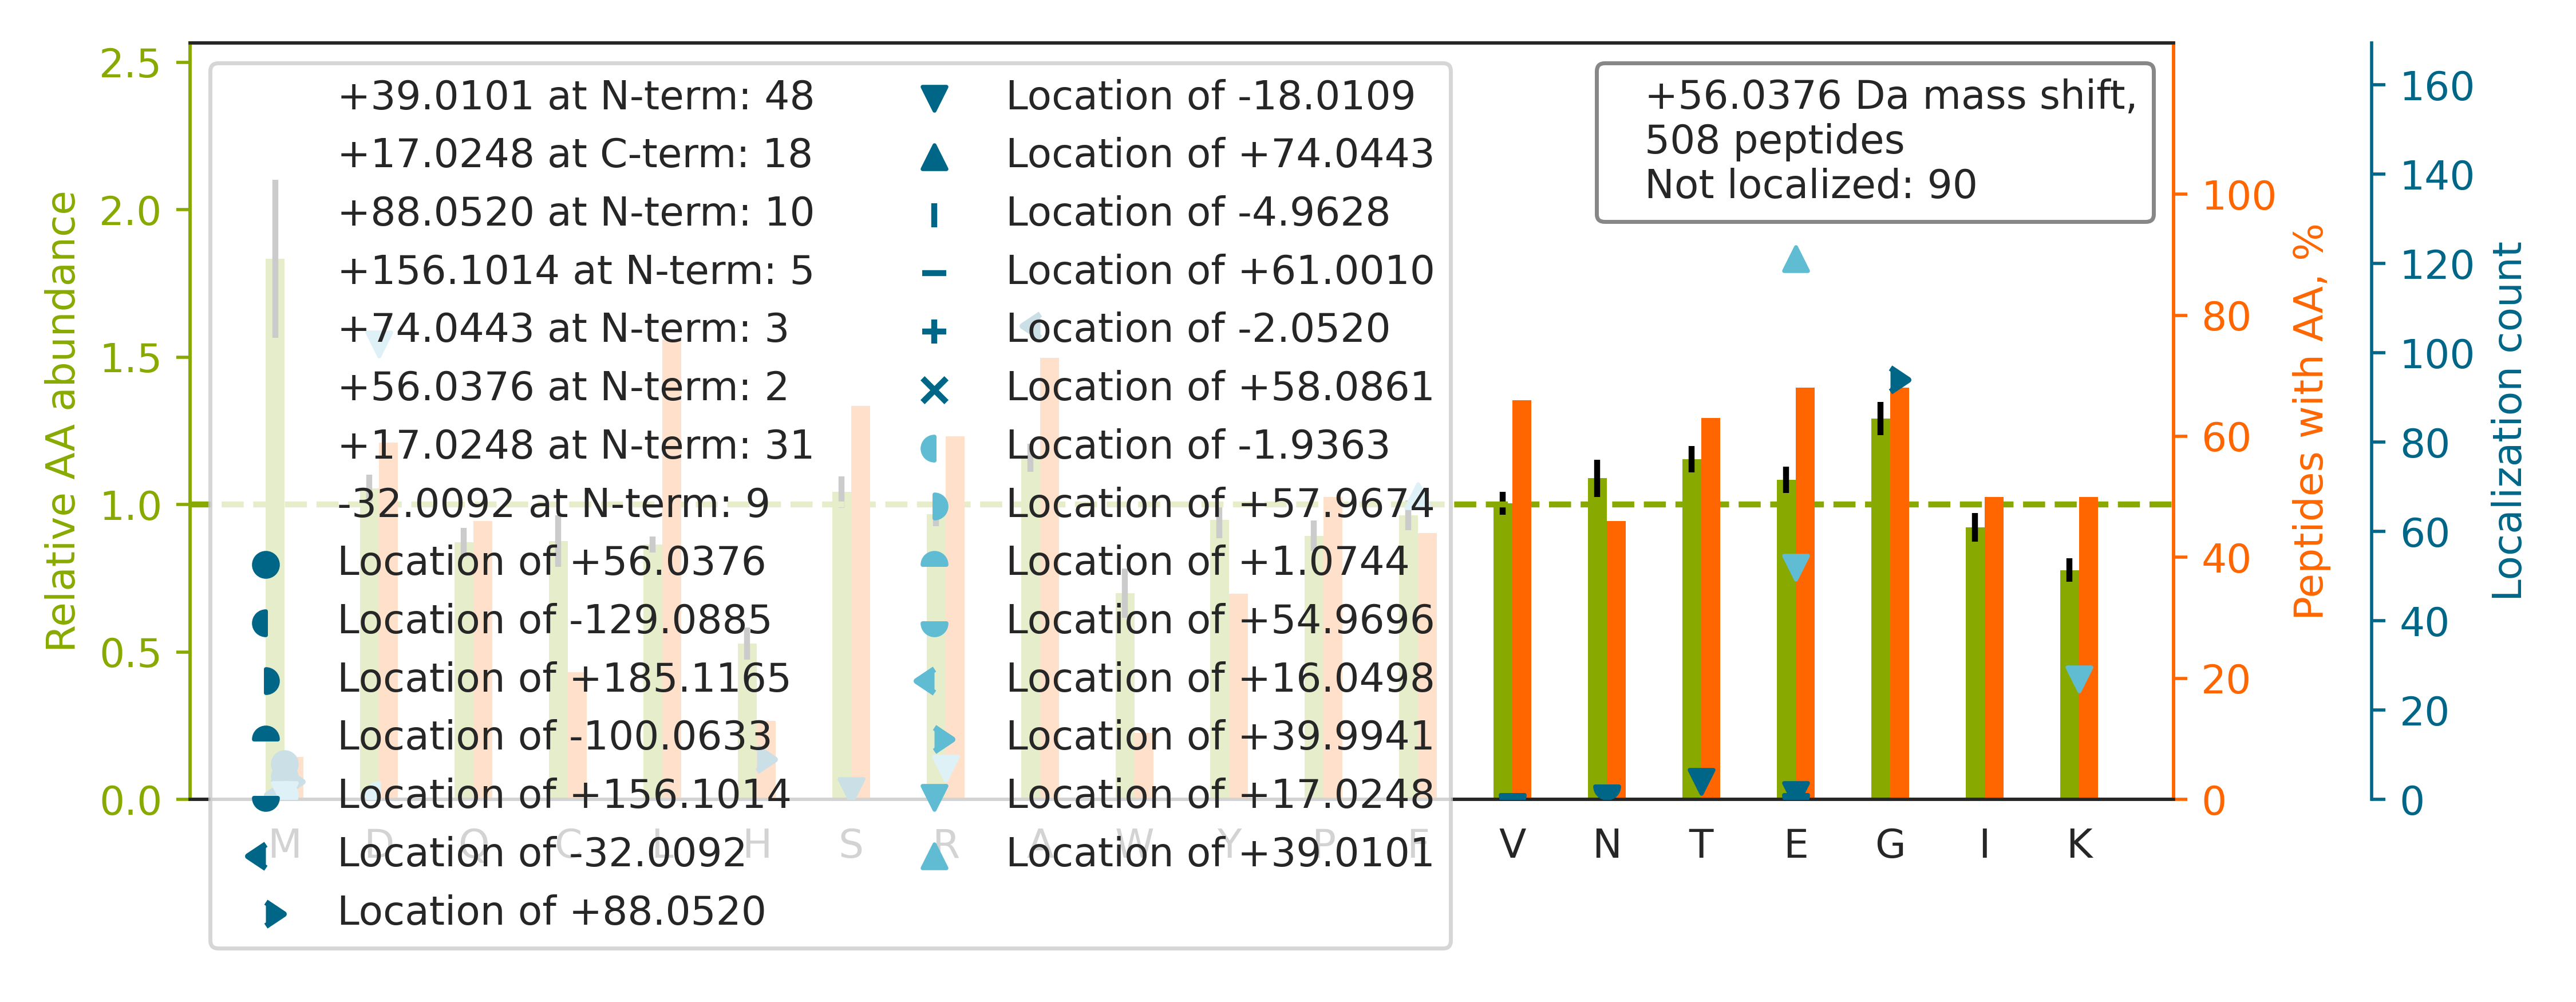 2.5
2.0
1.5
1.0
0.5
0.0
Relative AA abundance
+39.0101 at N-term: 48
+17.0248 at C-term: 18
+88.0520 at N-term: 10
+156.1014 at N-term: 5
+74.0443 at N-term: 3
+56.0376 at N-term: 2
+17.0248 at N-term: 31
-32.0092 at N-term: 9
Location of +56.0376
Location of -129.0885
Location of +185.1165
Location of -100.0633
Location of +156.1014
Location of -32.0092
Location of +88.0520
Location of -18.0109
Location of +74.0443
Location of -4.9628
Location of +61.0010
Location of -2.0520
Location of +58.0861
Location of -1.9363
Location of +57.9674
Location of +1.0744
Location of +54.9696
Location of +16.0498
Location of +39.9941
Location of +17.0248
Location of +39.0101
+56.0376 Da mass shift,
508 peptides
Not localized: 90
M D Q C L H S R A W Y P F V N T E G I K
100
80
60
40
20
0
Peptides with AA, %
160
140
120
100
80
60
40
20
0
Localization count